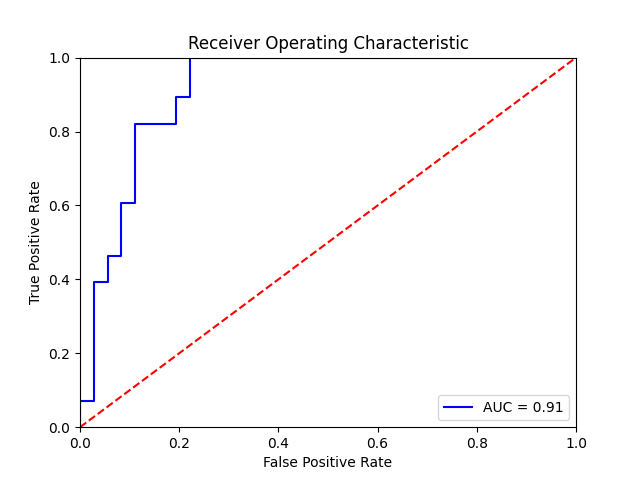 Receiver Operating Characteristic
1.0
0.8
0.6
0.4
0.2
0.0
True Positive Rate
AUC = 0.91
0.0 0.2 0.4 0.6 0.8 1.0
False Positive Rate